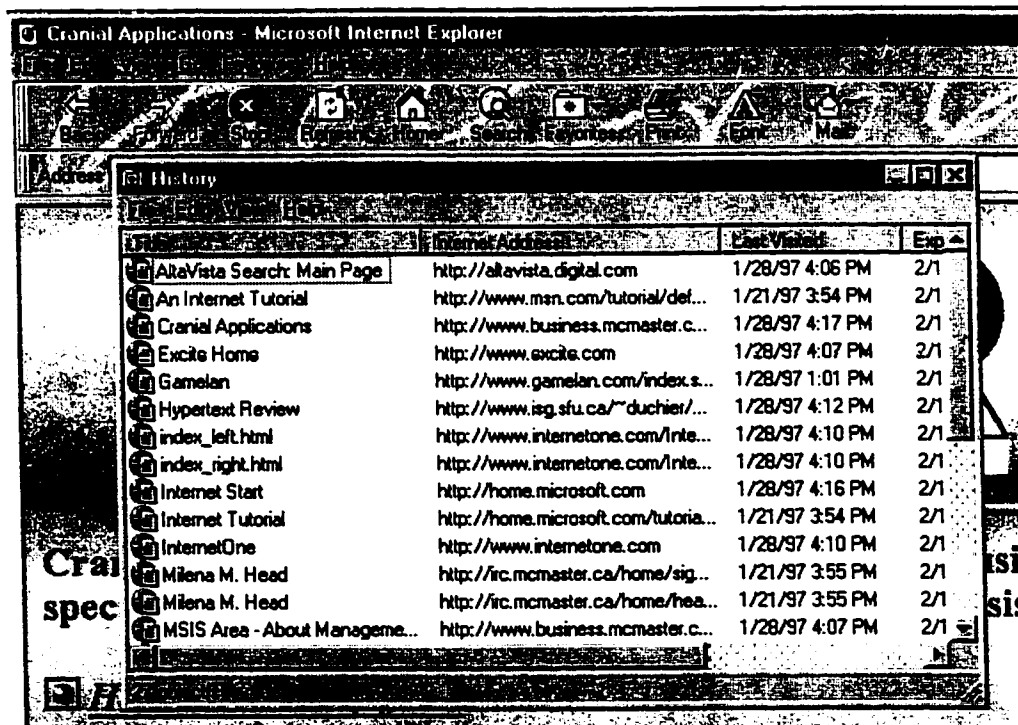 Cranial Applications - Microsoft Internet Explorer
Back Forward Stop Refresh Home Search Favorites Print Font Mail
Address
History
File Edit View Help
Title Internet Address Last Visited Exp
AltaVista Search: Main Page http://altavista.digital.com 1/28/97 4:06 PM 2/1
An Internet Tutorial http://www.msn.com/tutorial/def... 1/21/97 3:54 PM 2/1
Cranial Applications http://www.business.mcmaster.c... 1/28/97 4:17 PM 2/1
Excite Home http://www.excite.com 1/28/97 4:07 PM 2/1
Gamelan http://www.gamelan.com/index.s... 1/28/97 1:01 PM 2/1
Hypertext Review http://www.isg.sfu.ca/~duchier/... 1/28/97 4:12 PM 2/1
index_left.html http://www.internetone.com/Inte... 1/28/97 4:10 PM 2/1
index_right.html http://www.internetone.com/Inte... 1/28/97 4:10 PM 2/1
Internet Start http://home.microsoft.com 1/28/97 4:16 PM 2/1
Internet Tutorial http://home.microsoft.com/tutoria... 1/21/97 3:54 PM 2/1
InternetOne http://www.internetone.com 1/28/97 4:10 PM 2/1
Milena M. Head http://irc.mcmaster.ca/home/sig... 1/21/97 3:55 PM 2/1
Milena M. Head http://irc.mcmaster.ca/home/hea... 1/21/97 3:55 PM 2/1
MSIS Area - About Manageme... http://www.business.mcmaster.c... 1/28/97 4:07 PM 2/1
Cra
spec
H